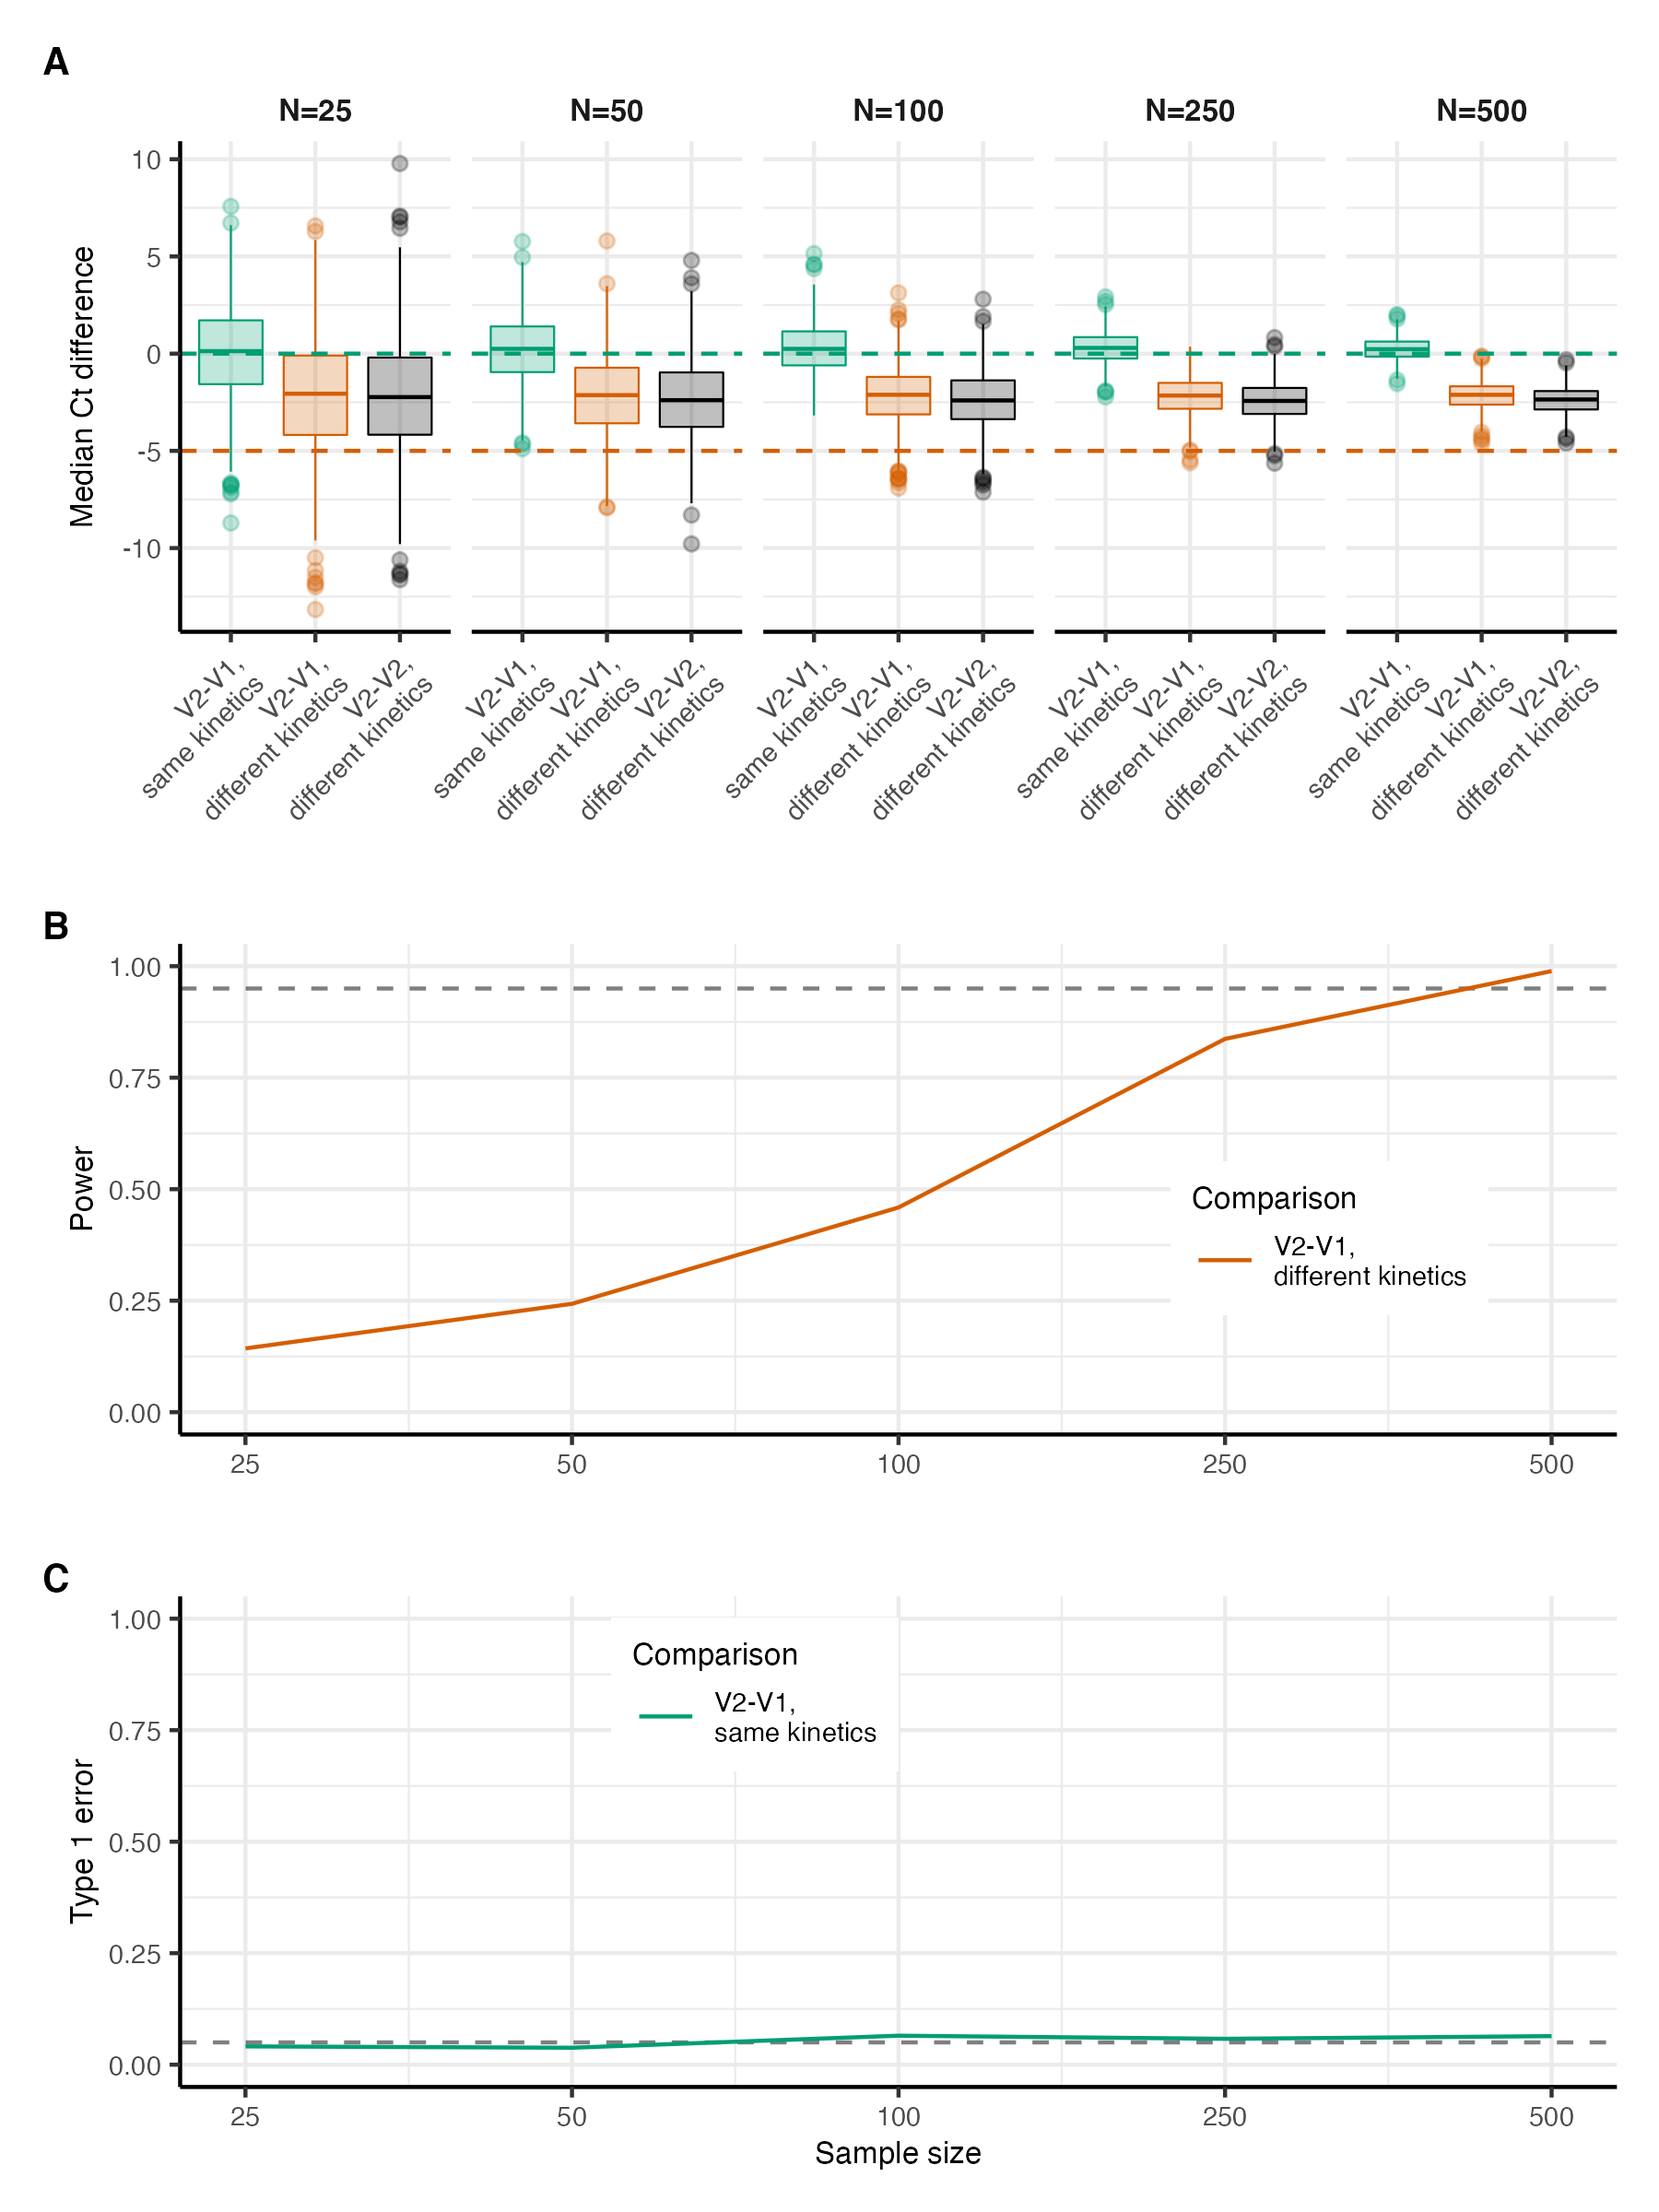 A
N=25 N=50 N=100 N=250 N=500
Median Ct difference
10
5
0
-5
-10
V2-V1,
same kinetics
V2-V1,
different kinetics
V2-V2,
different kinetics
V2-V1,
same kinetics
V2-V1,
different kinetics
V2-V2,
different kinetics
V2-V1,
same kinetics
V2-V1,
different kinetics
V2-V2,
different kinetics
V2-V1,
same kinetics
V2-V1,
different kinetics
V2-V2,
different kinetics
V2-V1,
same kinetics
V2-V1,
different kinetics
V2-V2,
different kinetics
B
Power
1.00
0.75
0.50
0.25
0.00
Comparison
V2-V1,
different kinetics
25 50 100 250 500
C
Type 1 error
1.00
0.75
0.50
0.25
0.00
Comparison
V2-V1,
same kinetics
25 50 100 250 500
Sample size